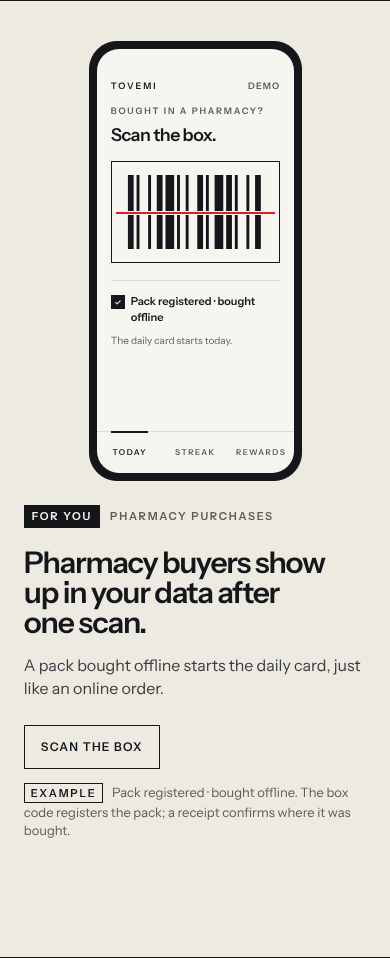 TOVEMI DEMO
BOUGHT IN A PHARMACY?
Scan the box.
Pack registered · bought
offline
The daily card starts today.
TODAY STREAK REWARDS
FOR YOU PHARMACY PURCHASES
Pharmacy buyers show
up in your data after
one scan.
A pack bought offline starts the daily card, just
like an online order.
SCAN THE BOX
EXAMPLE Pack registered · bought offline. The box
code registers the pack; a receipt confirms where it was
bought.